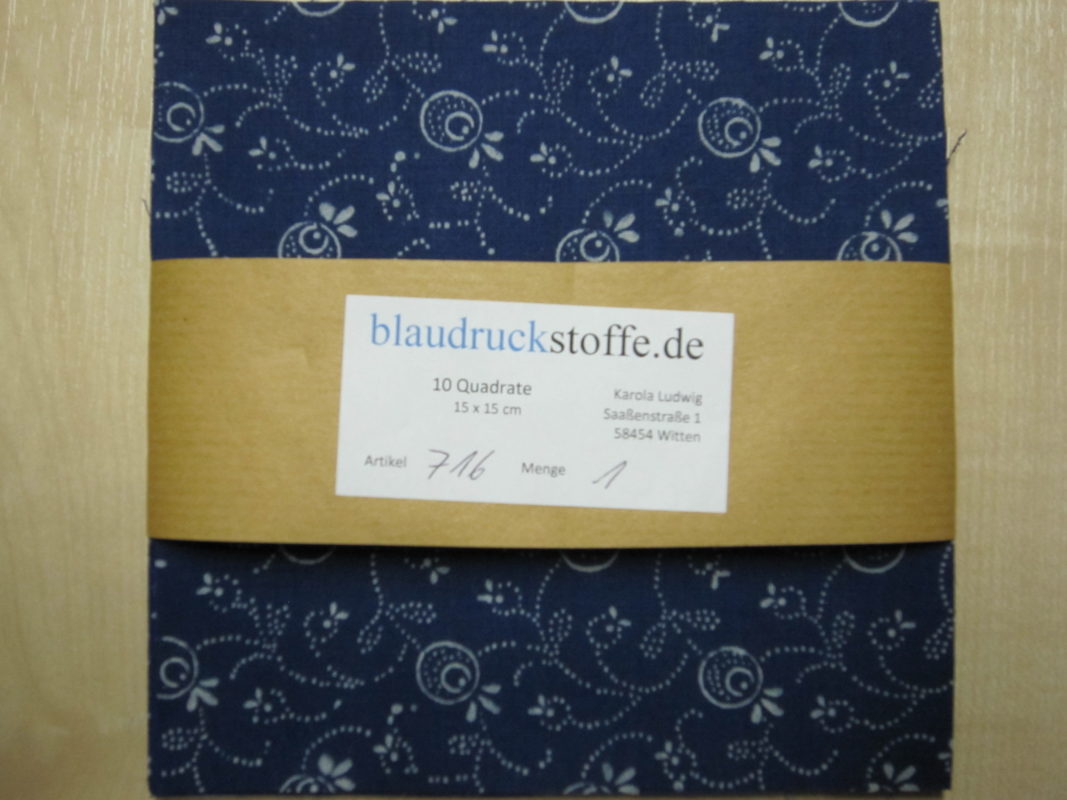 blaudruckstoffe.de
10 Quadrate
15 x 15 cm
Karola Ludwig
Saaßenstraße 1
58454 Witten
Artikel 716 Menge 1